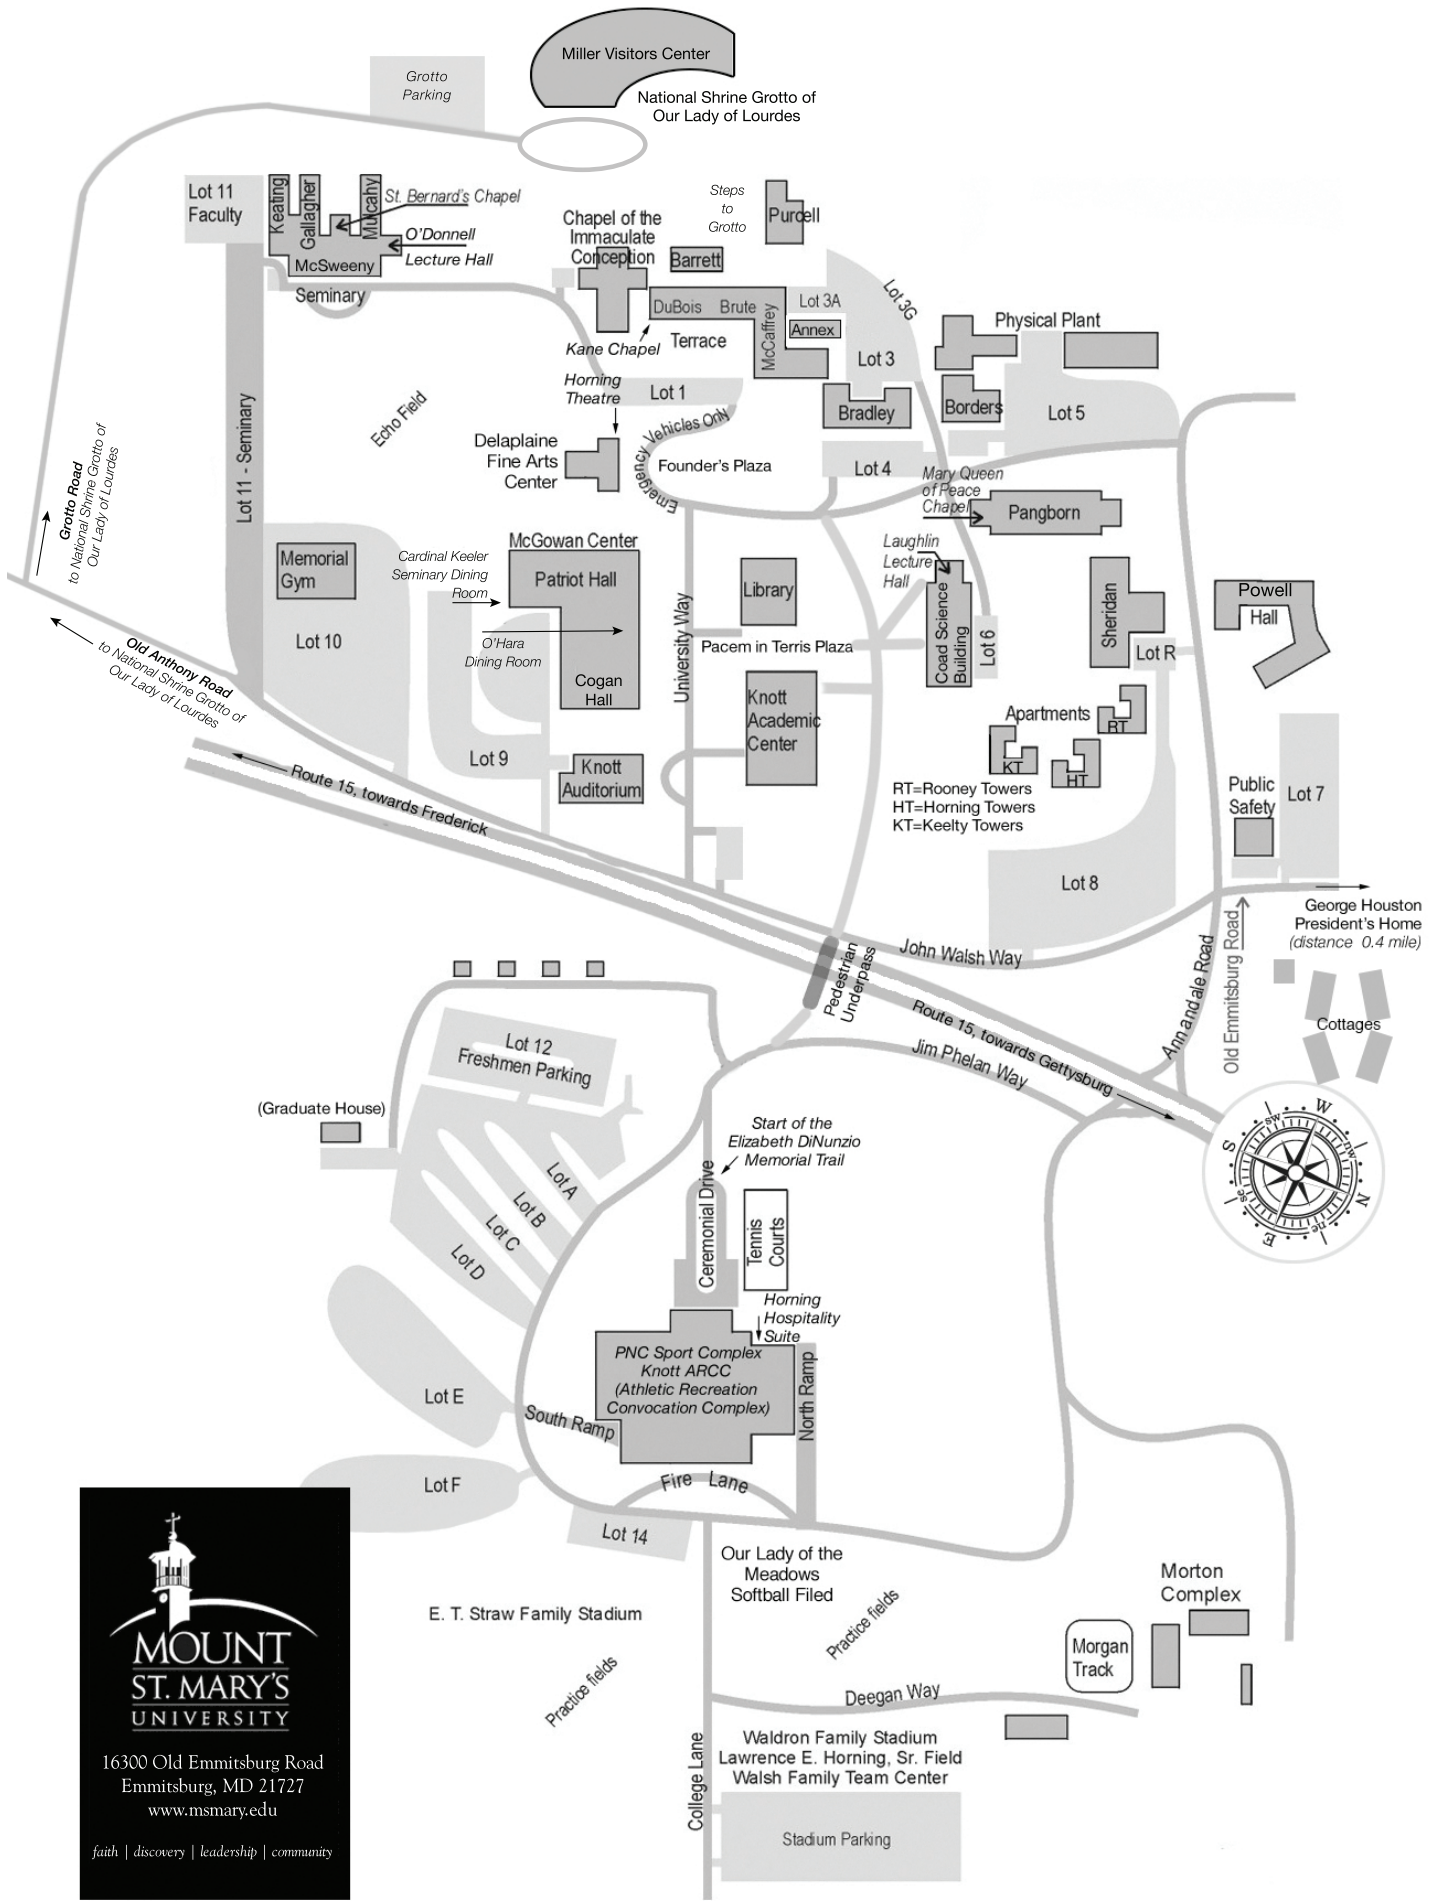 Miller Visitors Center
Grotto
Parking
National Shrine Grotto of
Our Lady of Lourdes
Lot 11
Faculty
Keating
Gallagher
Mulcahy
St. Bernard's Chapel
O'Donnell
Lecture Hall
McSweeny
Seminary
Steps
to
Grotto
Purcell
Chapel of the
Immaculate
Conception
Barrett
DuBois
Brute
McCaffrey
Lot 3A
Annex
Lot 3G
Kane Chapel
Terrace
Lot 3
Physical Plant
Horning
Theatre
Lot 1
Bradley
Borders
Lot 5
Echo Field
Emergency Vehicles Only
Delaplaine
Fine Arts
Center
Founder's Plaza
Lot 4
Mary Queen
of Peace
Chapel
Pangborn
Lot 11 - Seminary
Grotto Road
to National Shrine Grotto of
Our Lady of Lourdes
McGowan Center
Patriot Hall
Memorial
Gym
Cardinal Keeler
Seminary Dining
Room
Laughlin
Lecture
Hall
Library
Powell
Hall
Sheridan
Lot 10
O'Hara
Dining Room
Pacem in Terris Plaza
Coad Science
Building
Lot 6
Lot R
University Way
Cogan
Hall
Old Anthony Road
to National Shrine Grotto of
Our Lady of Lourdes
Knott
Academic
Center
Apartments
RT
KT
HT
Lot 9
Knott
Auditorium
Route 15, towards Frederick
RT=Rooney Towers
HT=Horning Towers
KT=Keelty Towers
Public
Safety
Lot 7
Lot 8
George Houston
President's Home
(distance 0.4 mile)
John Walsh Way
Annandale Road
Old Emmitsburg Road
Pedestrian
Underpass
Route 15, towards Gettysburg
Cottages
Jim Phelan Way
Lot 12
Freshmen Parking
(Graduate House)
Start of the
Elizabeth DiNunzio
Memorial Trail
W
nw
N
ne
E
se
S
sw
Lot A
Lot B
Lot C
Lot D
Ceremonial Drive
Tennis
Courts
Horning
Hospitality
Suite
PNC Sport Complex
Knott ARCC
(Athletic Recreation
Convocation Complex)
North Ramp
Lot E
South Ramp
Lot F
Fire Lane
Lot 14
Our Lady of the
Meadows
Softball Filed
E. T. Straw Family Stadium
Practice fields
Practice fields
Morton
Complex
Morgan
Track
Deegan Way
College Lane
Waldron Family Stadium
Lawrence E. Horning, Sr. Field
Walsh Family Team Center
Stadium Parking
MOUNT
ST. MARY'S
UNIVERSITY
16300 Old Emmitsburg Road
Emmitsburg, MD 21727
www.msmary.edu
faith | discovery | leadership | community